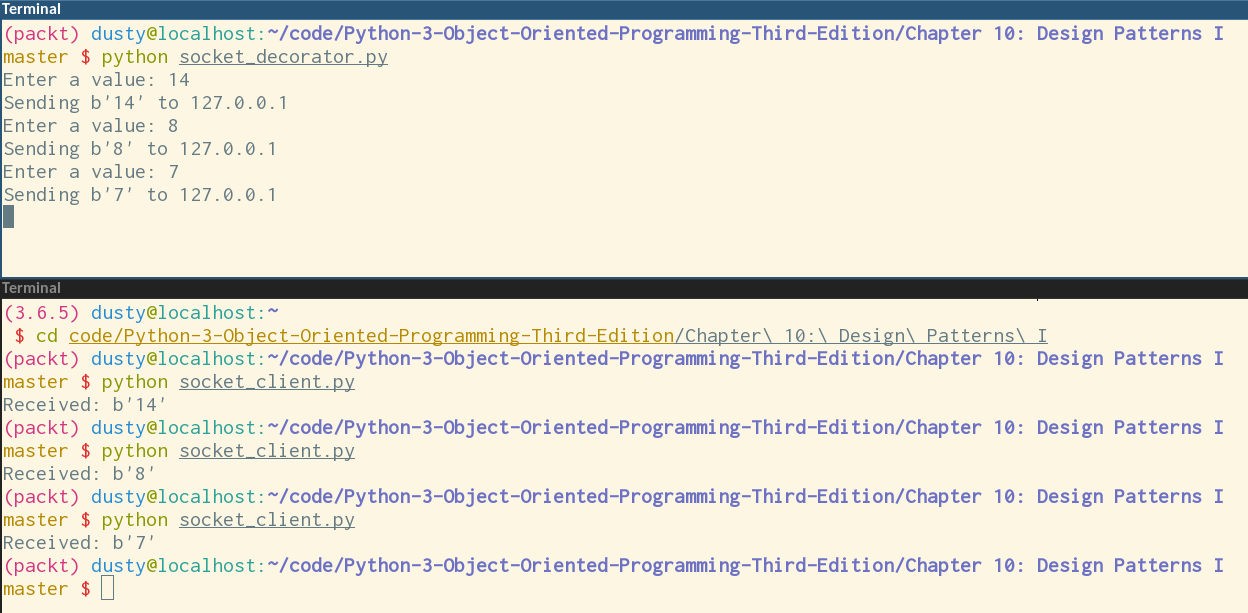 Terminal
(packt) dusty@localhost:~/code/Python-3-Object-Oriented-Programming-Third-Edition/Chapter 10: Design Patterns I
master $ python socket_decorator.py
Enter a value: 14
Sending b'14' to 127.0.0.1
Enter a value: 8
Sending b'8' to 127.0.0.1
Enter a value: 7
Sending b'7' to 127.0.0.1
Terminal
(3.6.5) dusty@localhost:~
 $ cd code/Python-3-Object-Oriented-Programming-Third-Edition/Chapter\ 10:\ Design\ Patterns\ I
(packt) dusty@localhost:~/code/Python-3-Object-Oriented-Programming-Third-Edition/Chapter 10: Design Patterns I
master $ python socket_client.py
Received: b'14'
(packt) dusty@localhost:~/code/Python-3-Object-Oriented-Programming-Third-Edition/Chapter 10: Design Patterns I
master $ python socket_client.py
Received: b'8'
(packt) dusty@localhost:~/code/Python-3-Object-Oriented-Programming-Third-Edition/Chapter 10: Design Patterns I
master $ python socket_client.py
Received: b'7'
(packt) dusty@localhost:~/code/Python-3-Object-Oriented-Programming-Third-Edition/Chapter 10: Design Patterns I
master $